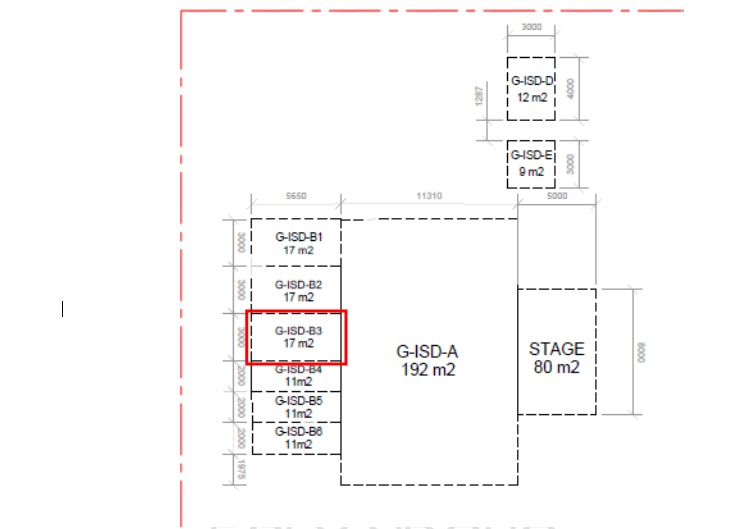 3000
G-ISD-D
12 m2
4000
1287
G-ISD-E
9 m2
3000
5650
11310
5000
G-ISD-B1
17 m2
3000
G-ISD-B2
17 m2
3000
G-ISD-B3
17 m2
3000
G-ISD-A
192 m2
STAGE
80 m2
8000
G-ISD-B4
11m2
2000
G-ISD-B5
11m2
2000
G-ISD-B6
11m2
2000
1975